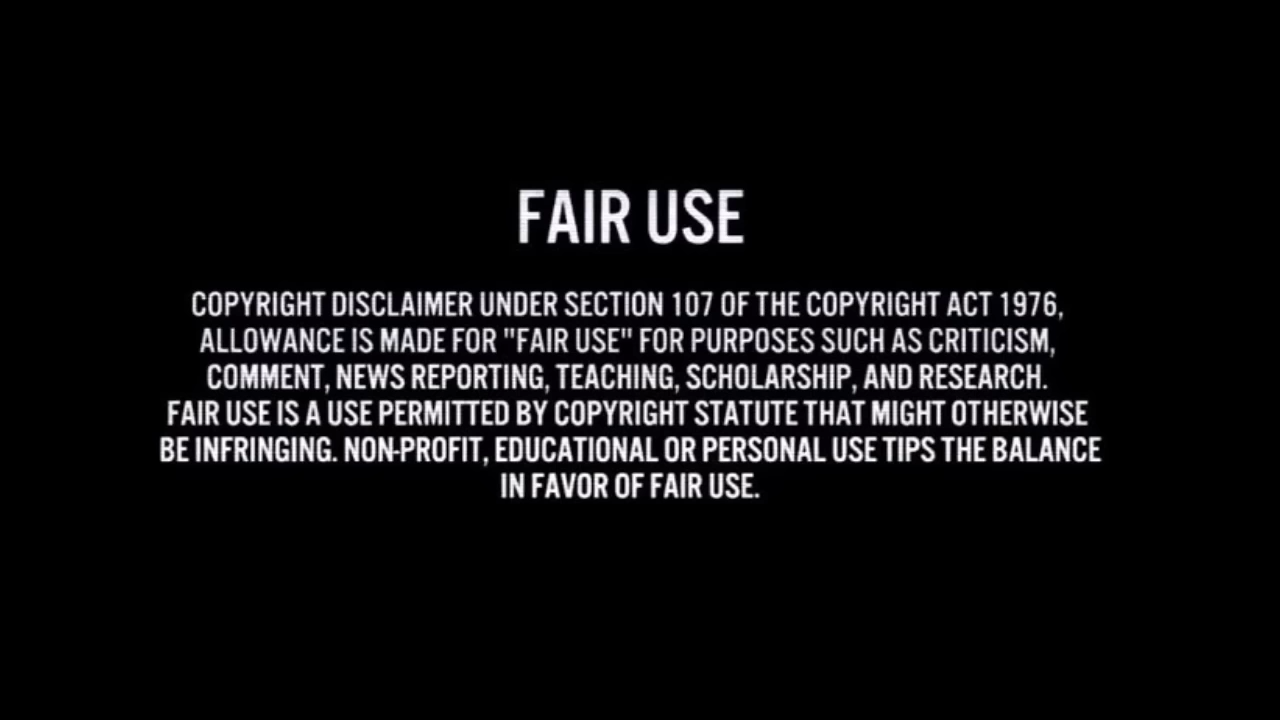 FAIR USE
COPYRIGHT DISCLAIMER UNDER SECTION 107 OF THE COPYRIGHT ACT 1976,
ALLOWANCE IS MADE FOR "FAIR USE" FOR PURPOSES SUCH AS CRITICISM,
COMMENT, NEWS REPORTING, TEACHING, SCHOLARSHIP, AND RESEARCH.
FAIR USE IS A USE PERMITTED BY COPYRIGHT STATUTE THAT MIGHT OTHERWISE
BE INFRINGING. NON-PROFIT, EDUCATIONAL OR PERSONAL USE TIPS THE BALANCE
IN FAVOR OF FAIR USE.